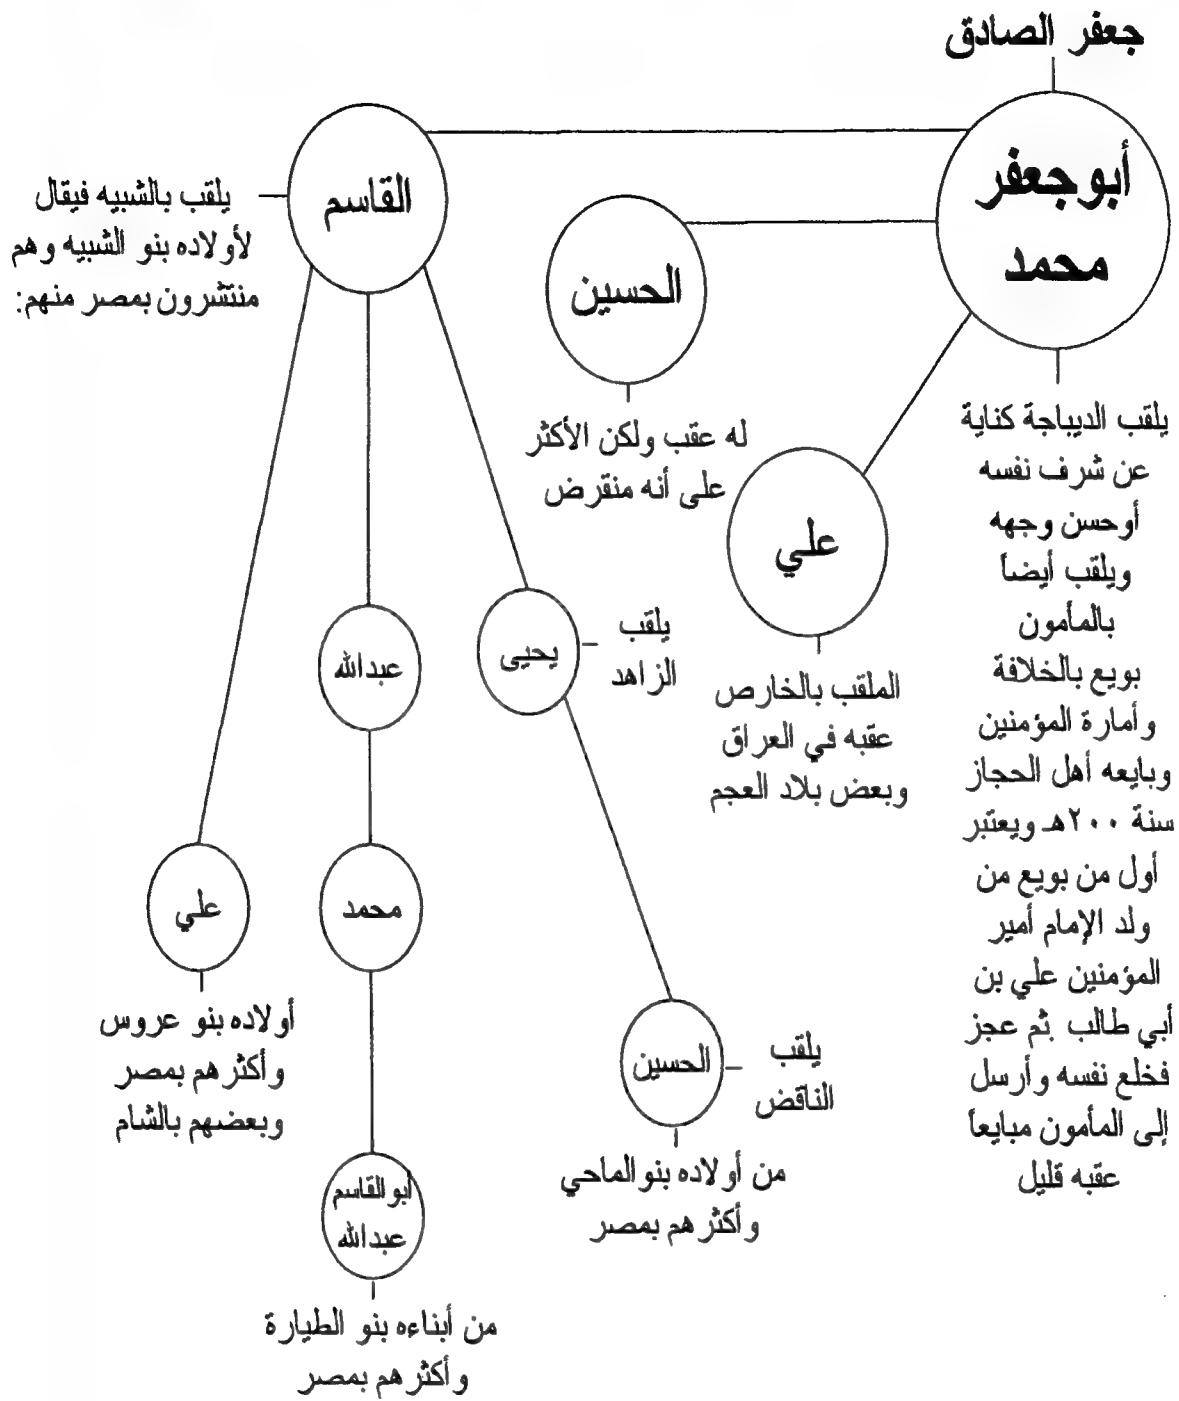 جعفر الصادق
أبوجعفر
محمد
يلقب الديباجة كناية
عن شرف نفسه
أوحسن وجهه
ويلقب أيضاً
بالمأمون
بويع بالخلافة
وأمارة المؤمنين
وبايعه أهل الحجاز
سنة ٢٠٠هـ ويعتبر
أول من بويع من
ولد الإمام أمير
المؤمنين علي بن
أبي طالب ثم عجز
فخلع نفسه وأرسل
إلى المأمون مبايعاً
عقبه قليل
علي
الملقب بالخارص
عقبه في العراق
وبعض بلاد العجم
الحسين
له عقب ولكن الأكثر
على أنه منقرض
القاسم
يلقب بالشبيه فيقال
لأولاده بنو الشبيه وهم
منتشرون بمصر منهم:
يحيى
يلقب
الزاهد
الحسين
يلقب
الناقض
من أولاده بنوالماحي
وأكثرهم بمصر
عبدالله
محمد
أبوالقاسم
عبدالله
من أبناءه بنو الطيارة
وأكثرهم بمصر
علي
أولاده بنو عروس
وأكثرهم بمصر
وبعضهم بالشام